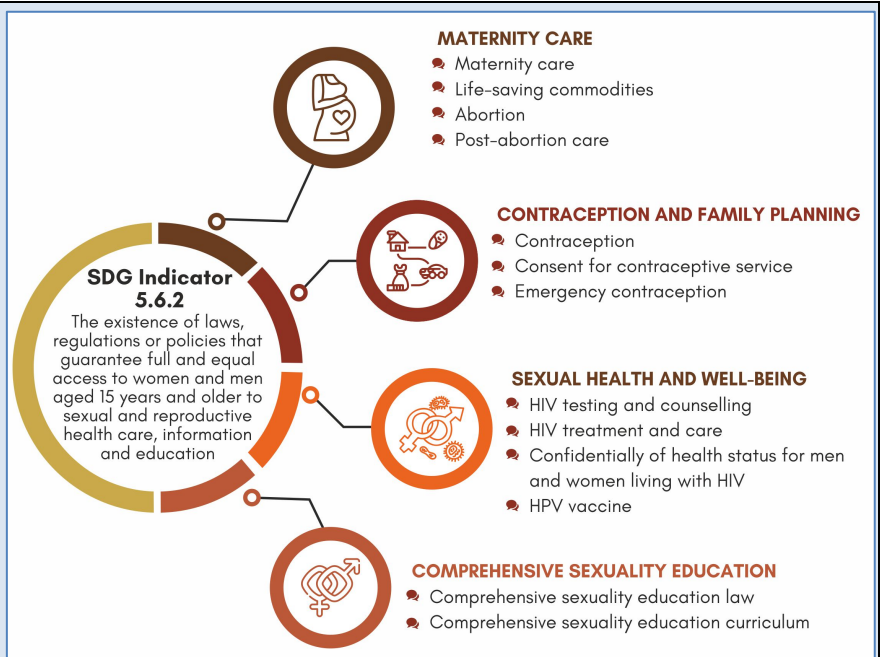 SDG Indicator
5.6.2
The existence of laws,
regulations or policies that
guarantee full and equal
access to women and men
aged 15 years and older to
sexual and reproductive
health care, information
and education
MATERNITY CARE
Maternity care
Life-saving commodities
Abortion
Post-abortion care
CONTRACEPTION AND FAMILY PLANNING
Contraception
Consent for contraceptive service
Emergency contraception
SEXUAL HEALTH AND WELL-BEING
HIV testing and counselling
HIV treatment and care
Confidentially of health status for men
and women living with HIV
HPV vaccine
COMPREHENSIVE SEXUALITY EDUCATION
Comprehensive sexuality education law
Comprehensive sexuality education curriculum